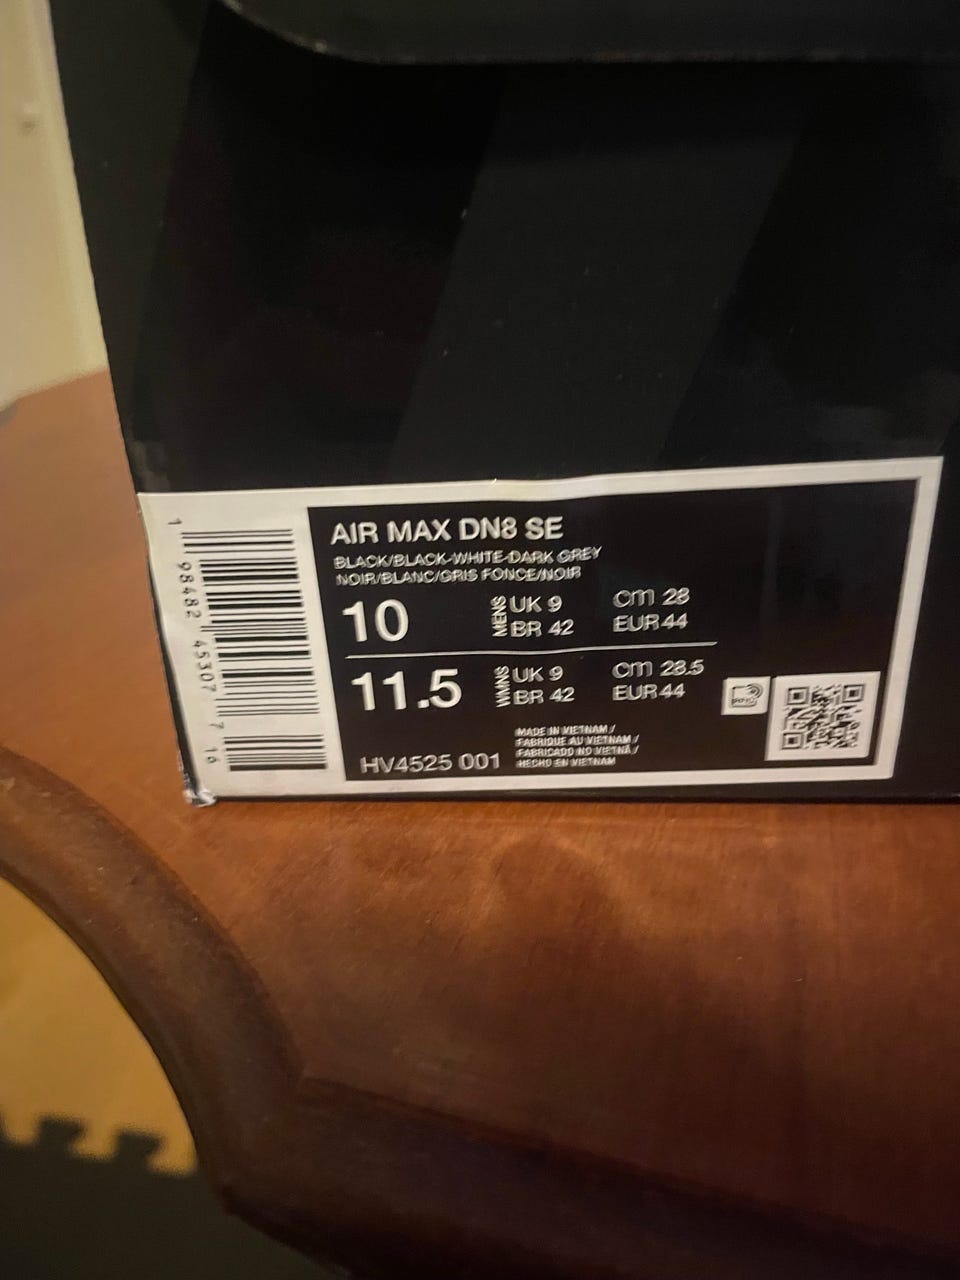 AIR MAX DN8 SE
BLACK/BLACK-WHITE-DARK GREY
NOIR/BLANC/GRIS FONCE/NOIR
10 MENS UK 9 cm 28
BR 42 EUR 44
11.5 WMNS UK 9 cm 28.5
BR 42 EUR 44
MADE IN VIETNAM /
FABRIQUE AU VIETNAM /
FABRICADO NO VIETNÃ /
HECHO EN VIETNAM
HV4525 001
1 98482 45307 7 16